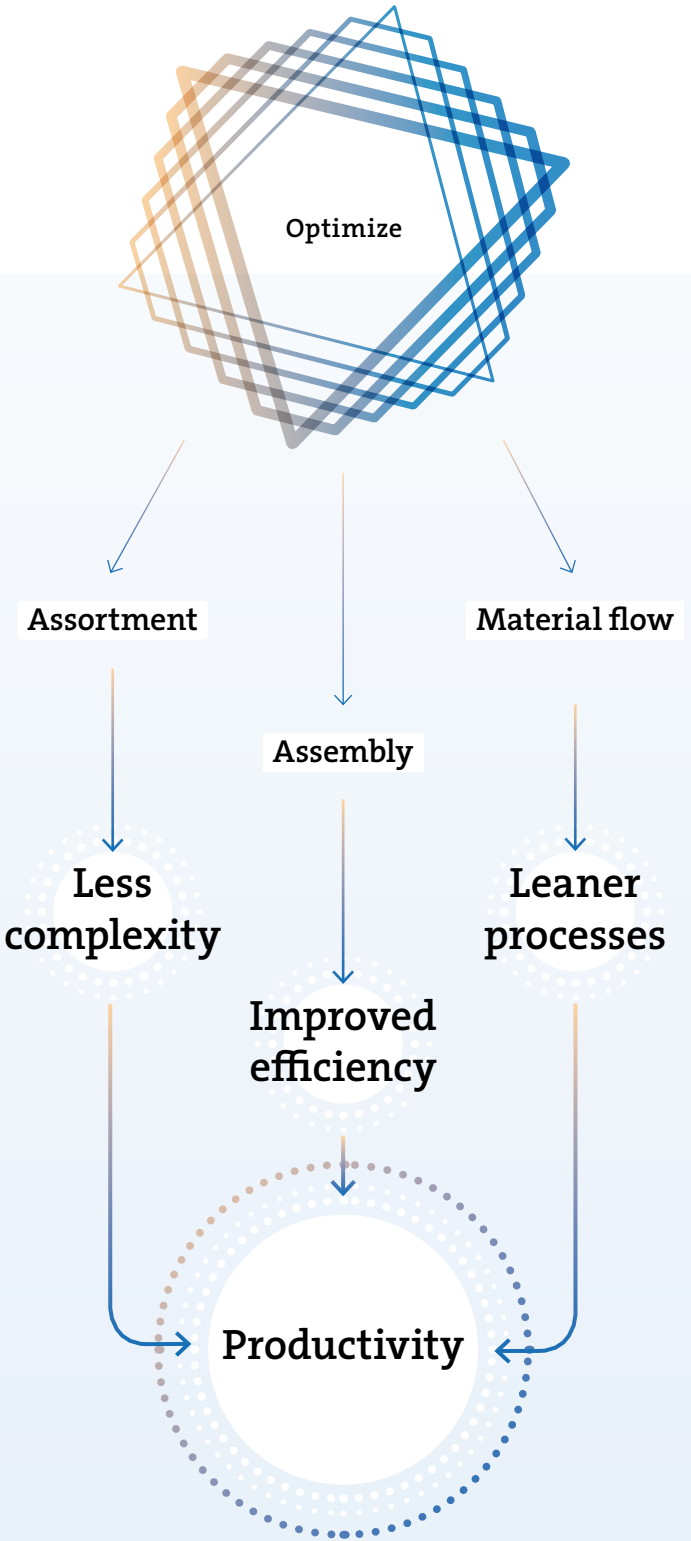 Optimize
Assortment
Material flow
Assembly
Less
complexity
Leaner
processes
Improved
efficiency
Productivity